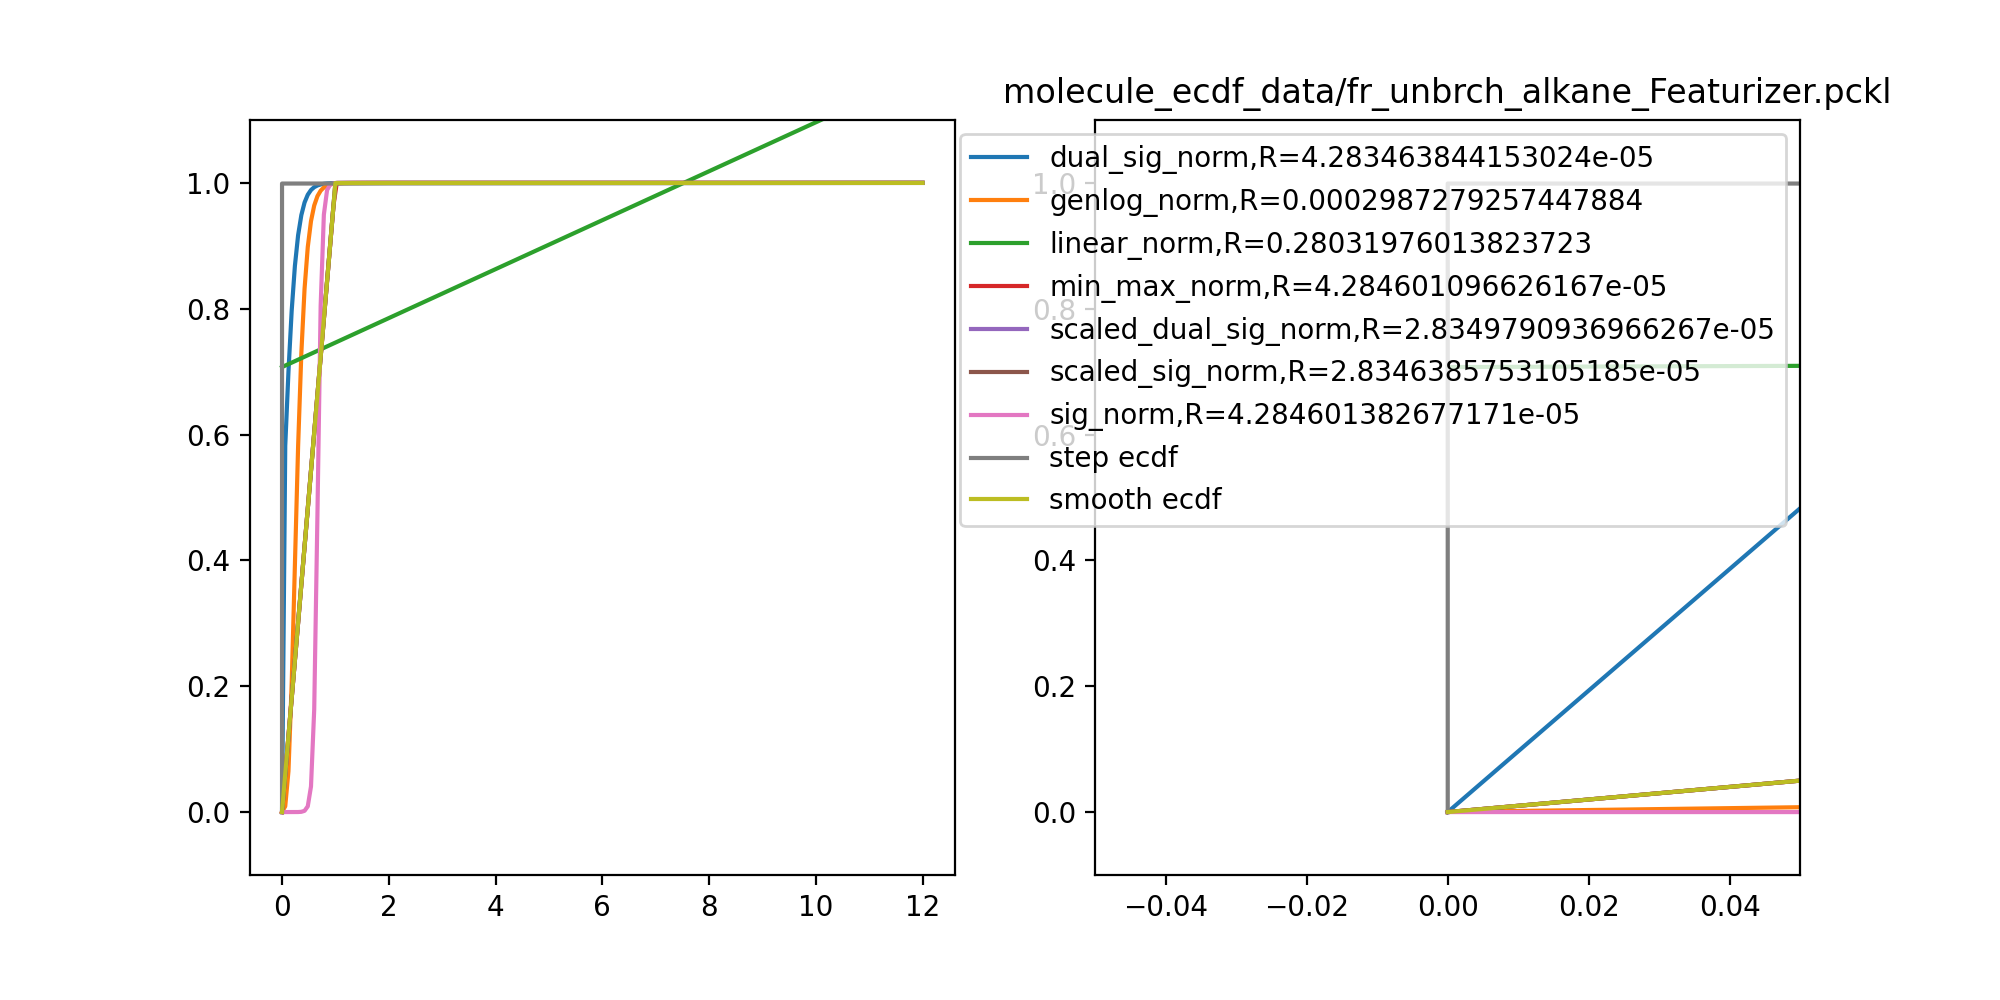 molecule_ecdf_data/fr_unbrch_alkane_Featurizer.pckl
1.0
0.8
0.6
0.4
0.2
0.0
0 2 4 6 8 10 12
dual_sig_norm,R=4.283463844153024e-05
genlog_norm,R=0.0002987279257447884
linear_norm,R=0.28031976013823723
min_max_norm,R=4.284601096626167e-05
scaled_dual_sig_norm,R=2.8349790936966267e-05
scaled_sig_norm,R=2.8346385753105185e-05
sig_norm,R=4.284601382677171e-05
step ecdf
smooth ecdf
1.0
0.8
0.6
0.4
0.2
0.0
−0.04 −0.02 0.00 0.02 0.04